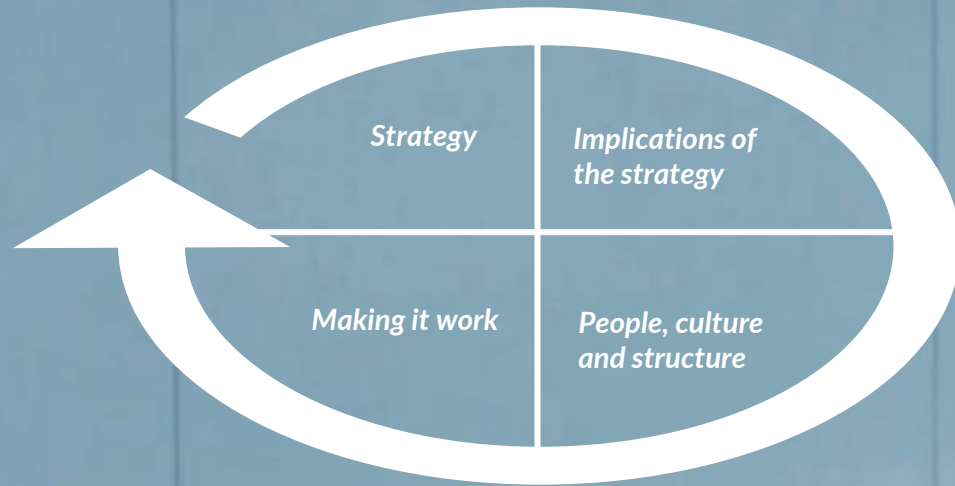 Strategy
Implications of
the strategy
Making it work
People, culture
and structure